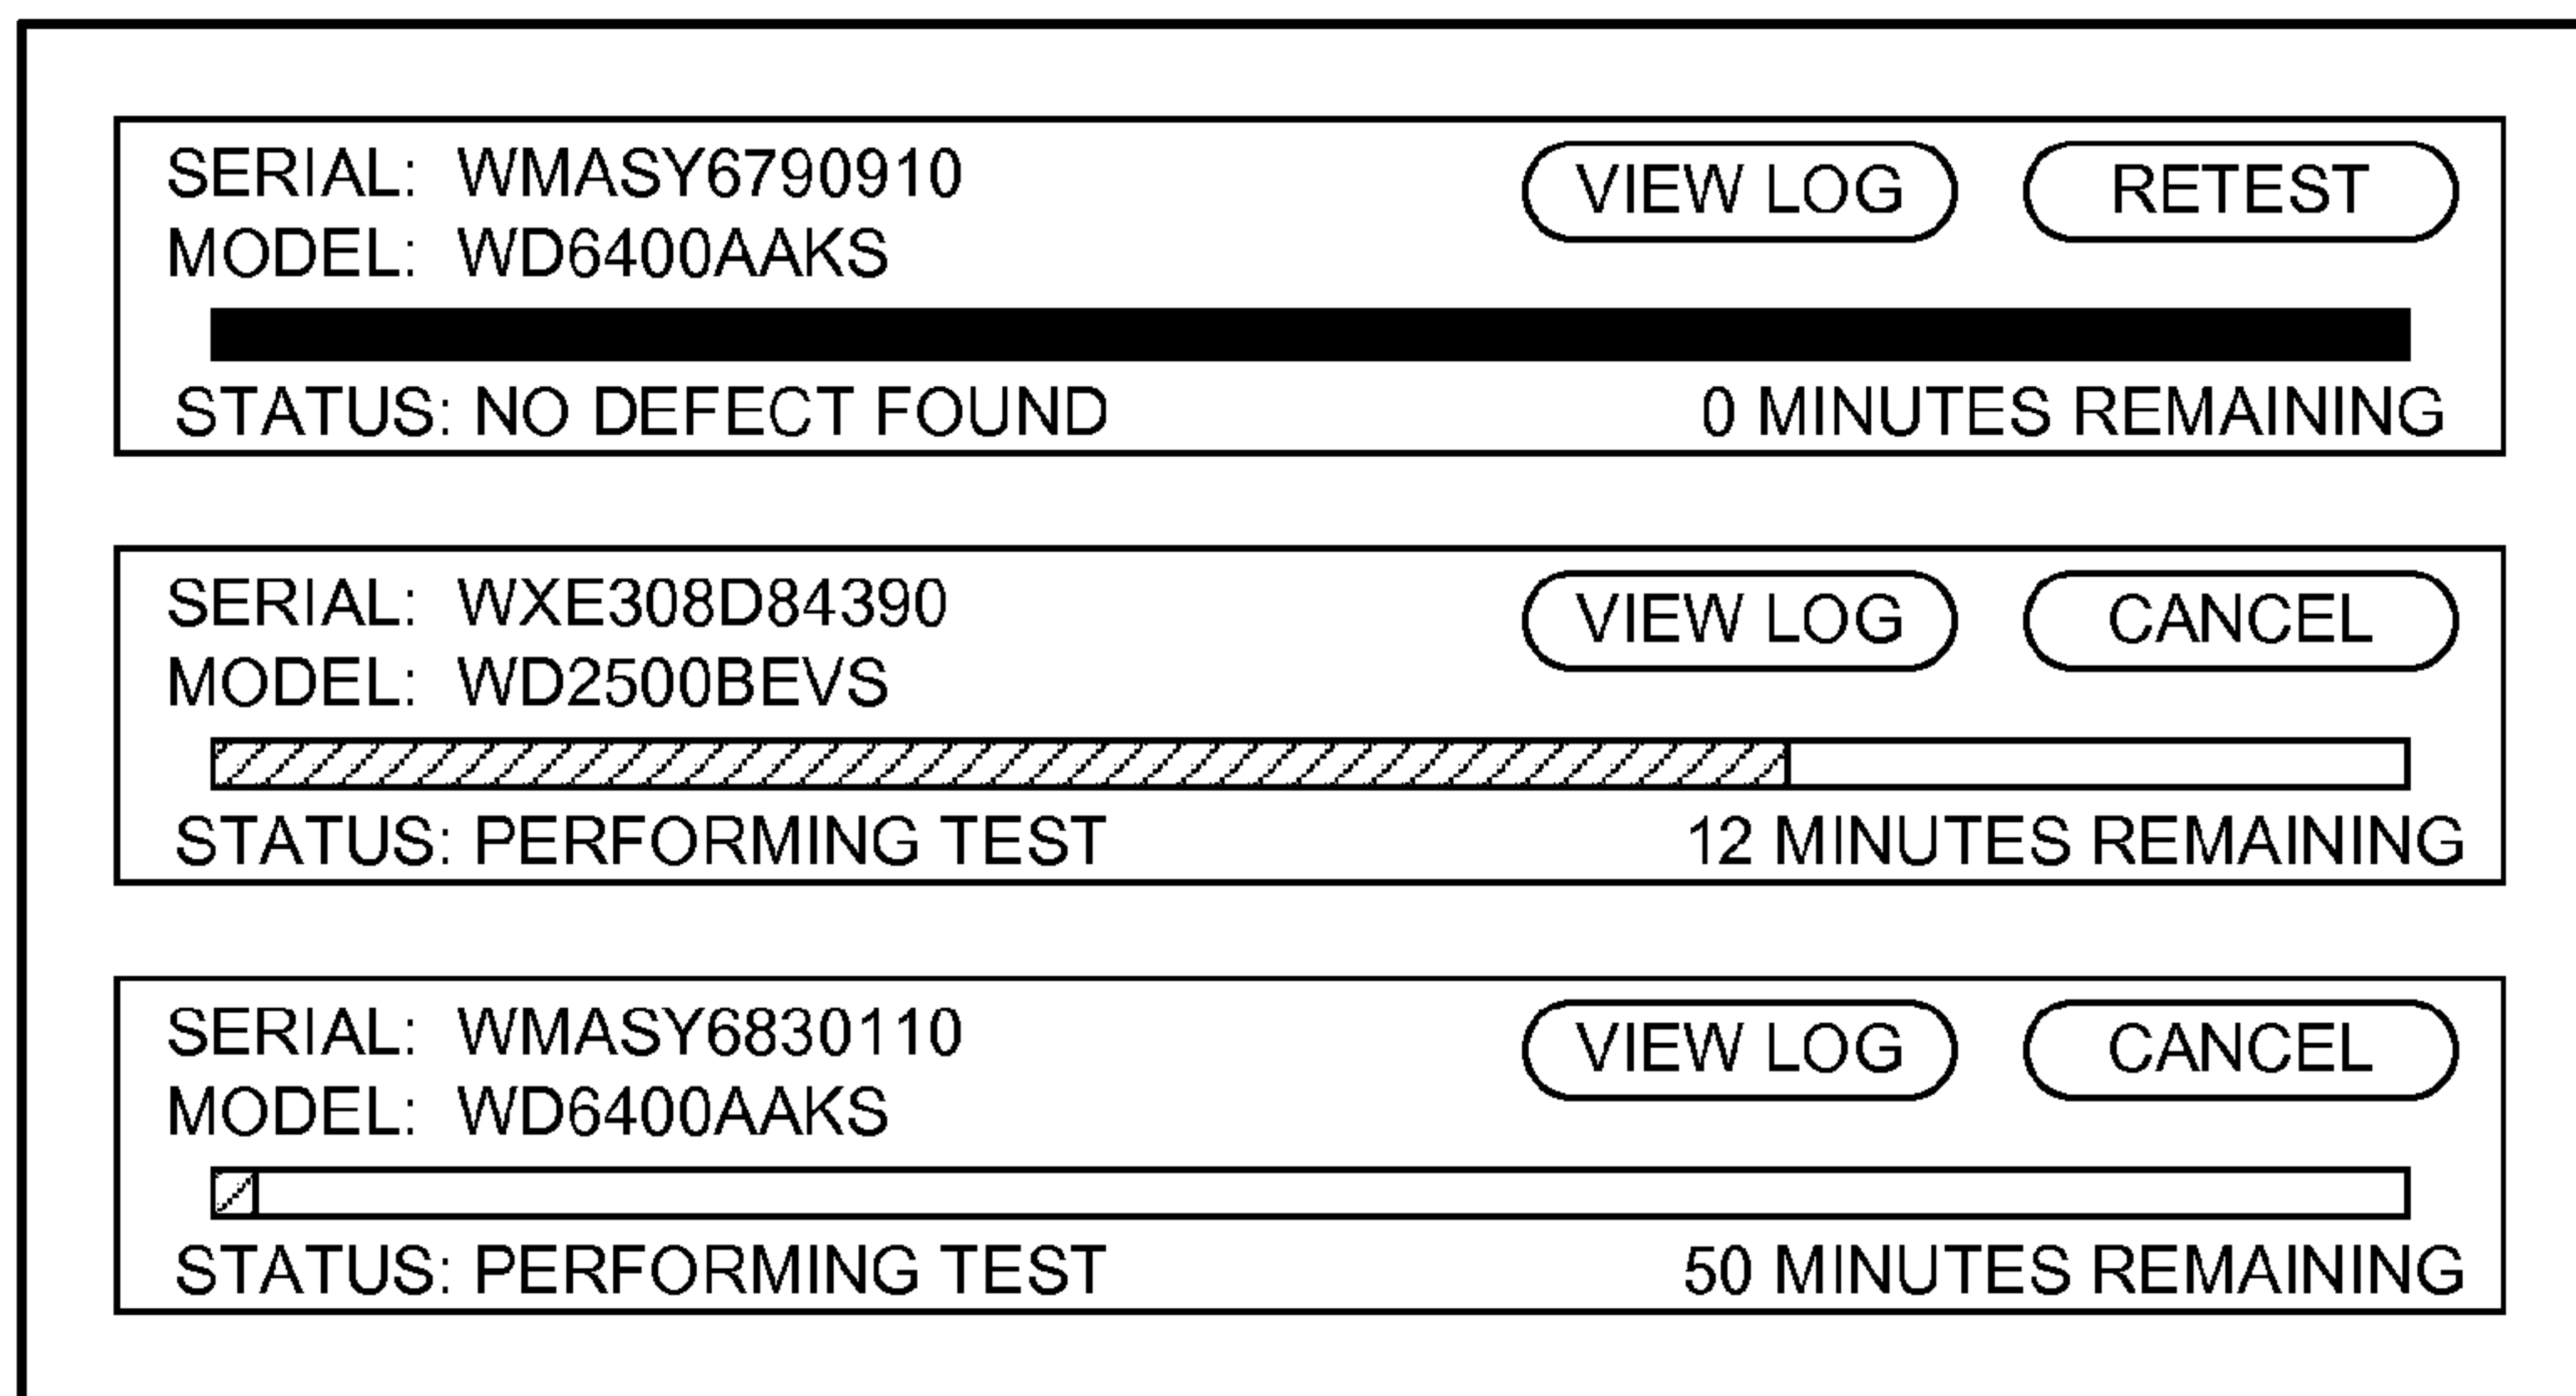 SERIAL: WMASY6790910
VIEW LOG
RETEST
MODEL: WD6400AAKS
STATUS: NO DEFECT FOUND
0 MINUTES REMAINING
SERIAL: WXE308D84390
VIEW LOG
CANCEL
MODEL: WD2500BEVS
STATUS: PERFORMING TEST
12 MINUTES REMAINING
SERIAL: WMASY6830110
VIEW LOG
CANCEL
MODEL: WD6400AAKS
STATUS: PERFORMING TEST
50 MINUTES REMAINING